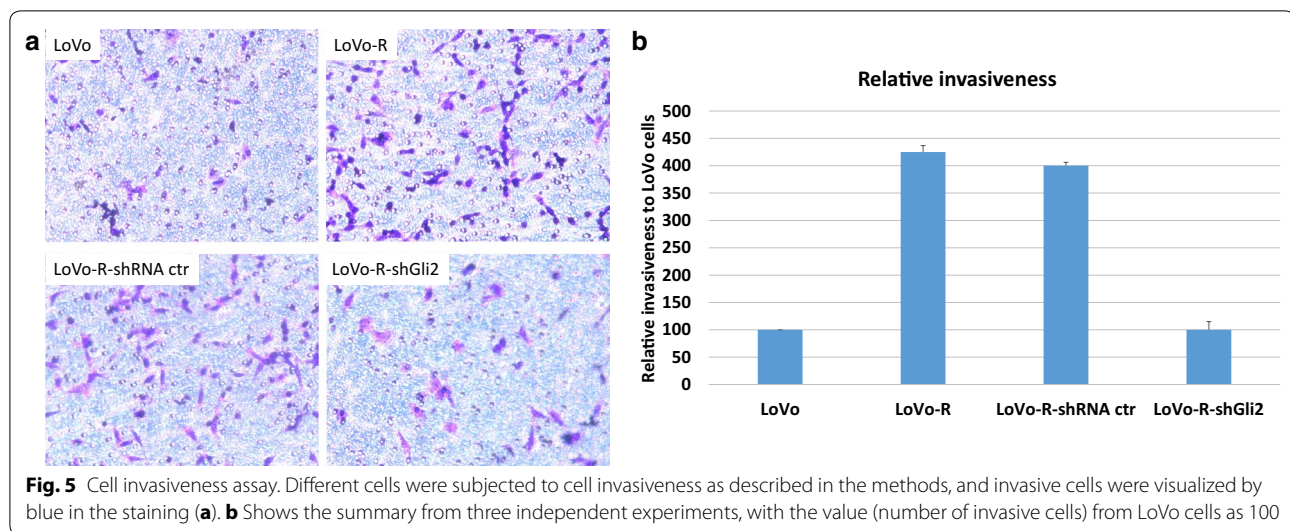 a
LoVo
LoVo-R
LoVo-R-shRNA ctr
LoVo-R-shGli2
b
Relative invasiveness
Relative invasiveness to LoVo cells
500
450
400
350
300
250
200
150
100
50
0
LoVo
LoVo-R
LoVo-R-shRNA ctr
LoVo-R-shGli2
Fig. 5 Cell invasiveness assay. Different cells were subjected to cell invasiveness as described in the methods, and invasive cells were visualized by
blue in the staining (a). b Shows the summary from three independent experiments, with the value (number of invasive cells) from LoVo cells as 100